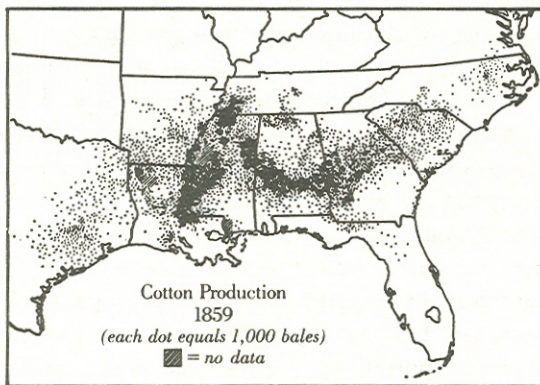 Cotton Production
1859
(each dot equals 1,000 bales)
= no data